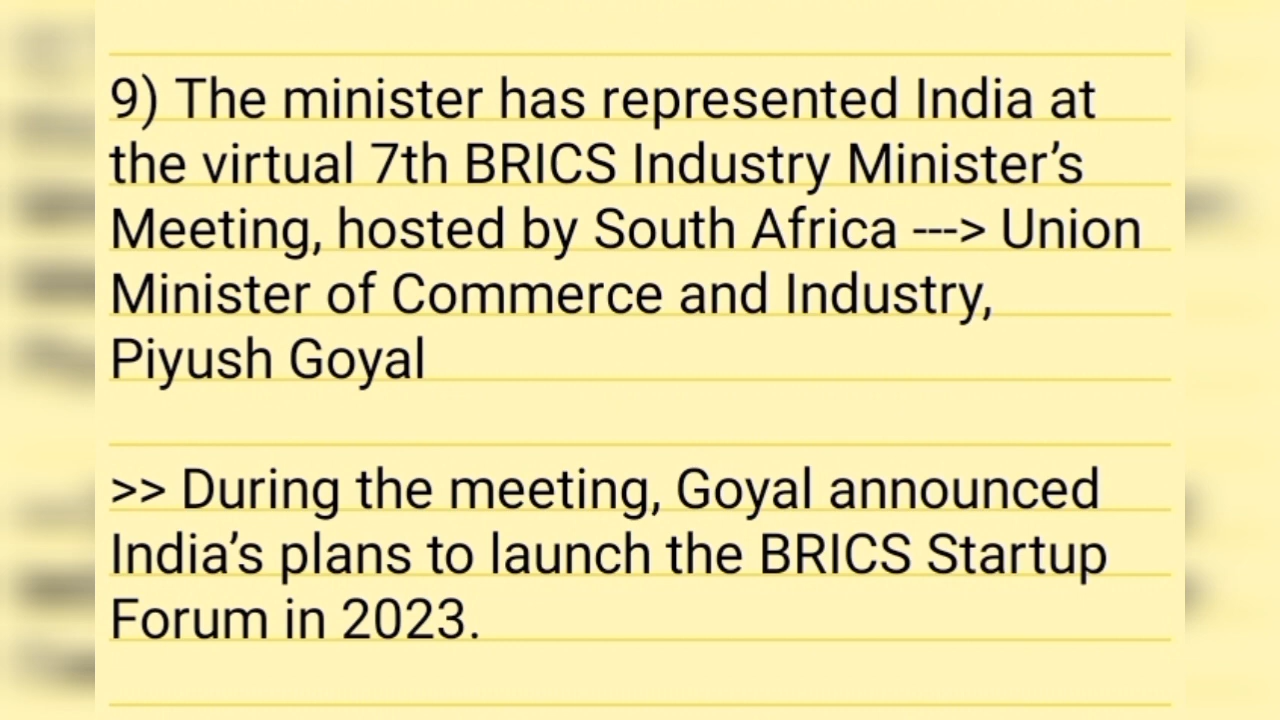 9) The minister has represented India at
the virtual 7th BRICS Industry Minister’s
Meeting, hosted by South Africa ---> Union
Minister of Commerce and Industry,
Piyush Goyal
>> During the meeting, Goyal announced
India’s plans to launch the BRICS Startup
Forum in 2023.